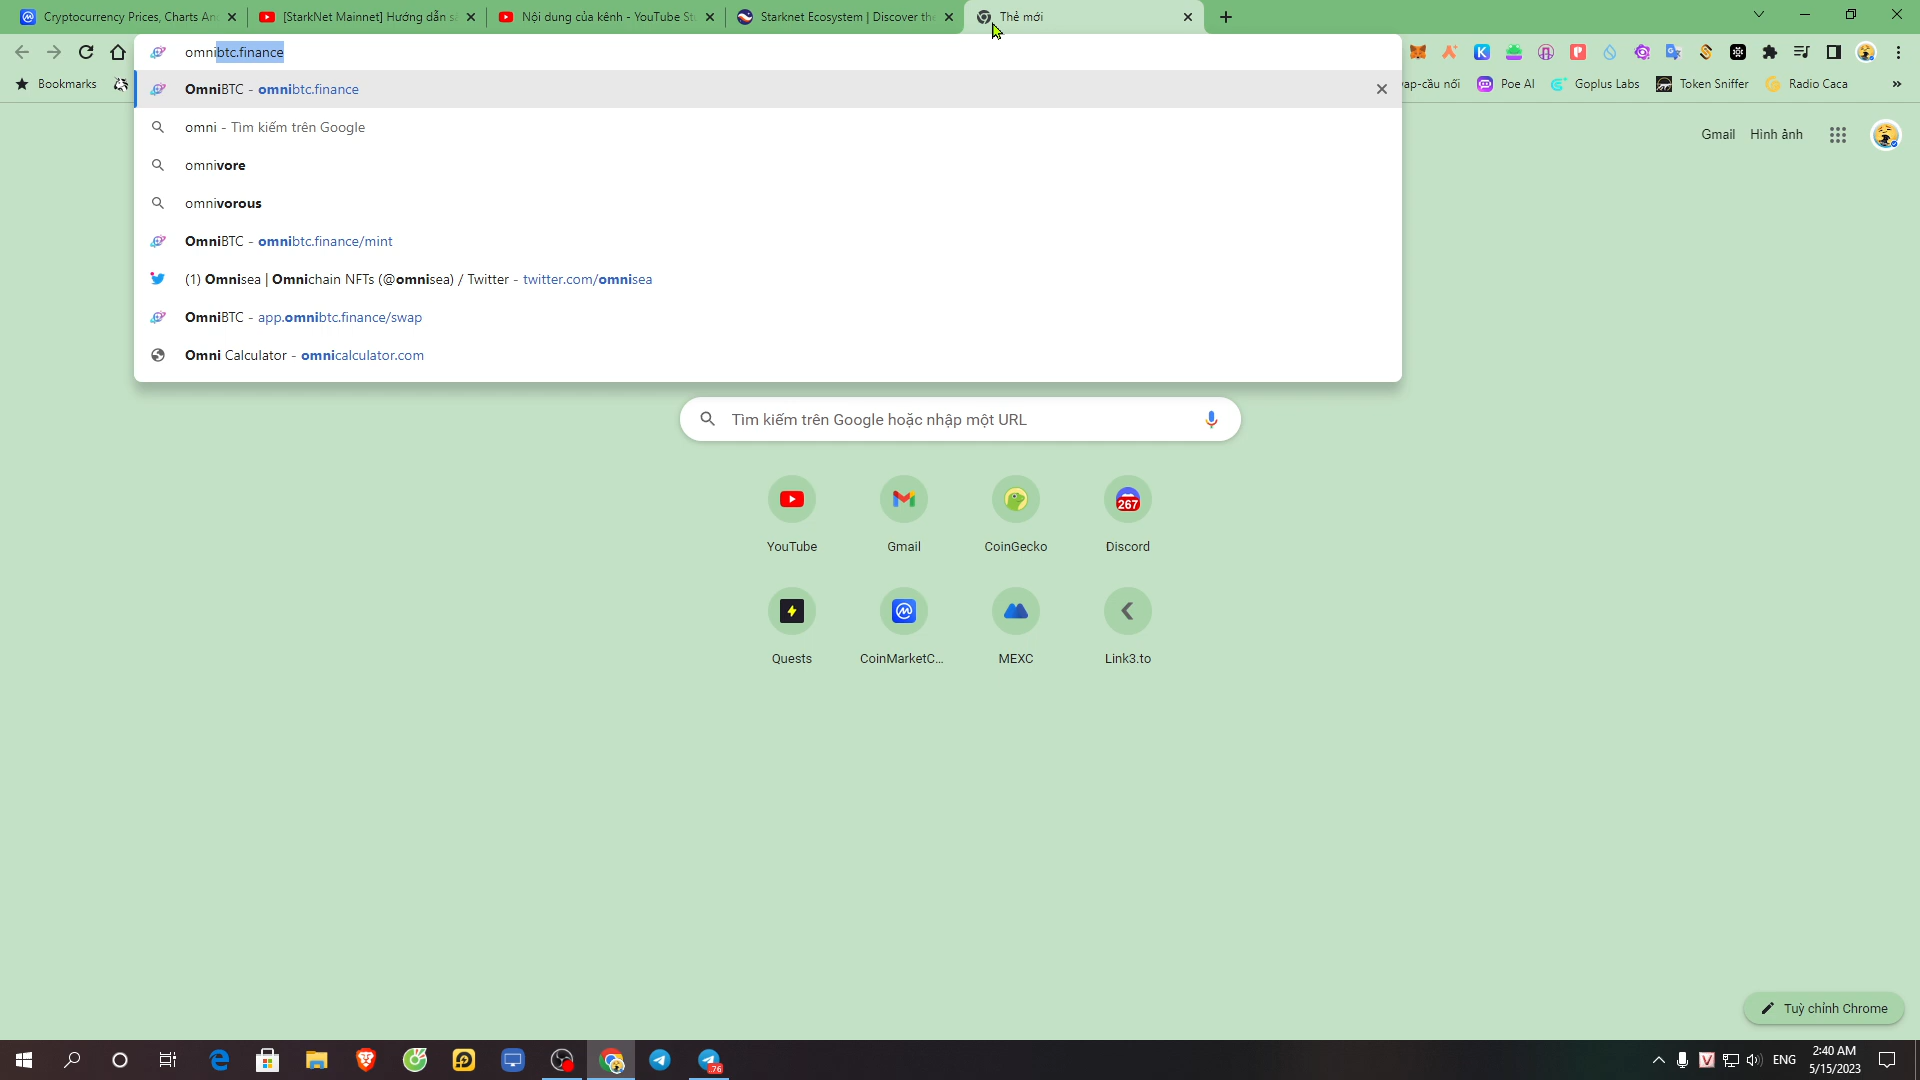 Cryptocurrency Prices, Charts An
[StarkNet Mainnet] Hướng dẫn s
Nội dung của kênh - YouTube St
Starknet Ecosystem | Discover the
Thẻ mới
omnibtc.finance
Bookmarks
ap-cầu nối
Poe AI
Goplus Labs
Token Sniffer
Radio Caca
»
OmniBTC - omnibtc.finance
omni - Tìm kiếm trên Google
omnivore
omnivorous
OmniBTC - omnibtc.finance/mint
(1) Omnisea | Omnichain NFTs (@omnisea) / Twitter - twitter.com/omnisea
OmniBTC - app.omnibtc.finance/swap
Omni Calculator - omnicalculator.com
Gmail
Hình ảnh
Tìm kiếm trên Google hoặc nhập một URL
YouTube
Gmail
CoinGecko
267
Discord
Quests
CoinMarketC...
MEXC
Link3.to
Tuỳ chỉnh Chrome
76
ENG
2:40 AM
5/15/2023